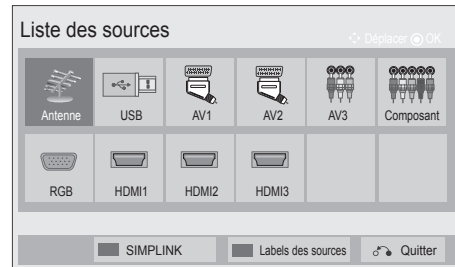 Liste des sources
Déplacer OK
Antenne USB AV1 AV2 AV3 Composant
RGB HDMI1 HDMI2 HDMI3
SIMPLINK Labels des sources Quitter